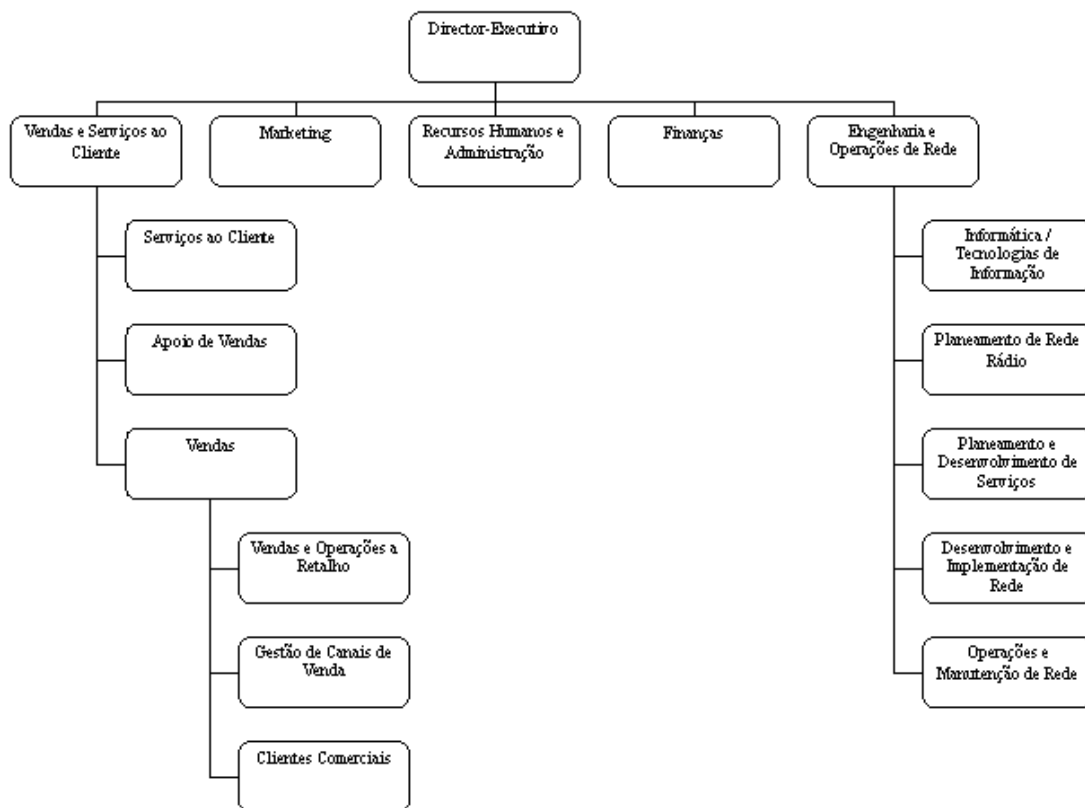 Director-Executivo
Vendas e Serviços ao
Cliente
Marketing
Recursos Humanos e
Administração
Finanças
Engenharia e
Operações de Rede
Serviços ao Cliente
Apoio de Vendas
Vendas
Vendas e Operações a
Retalho
Gestão de Canais de
Venda
Clientes Comerciais
Informática /
Tecnologias de
Informação
Planeamento de Rede
Rádio
Planeamento e
Desenvolvimento de
Serviços
Desenvolvimento e
Implementação de
Rede
Operações e
Manutenção de Rede